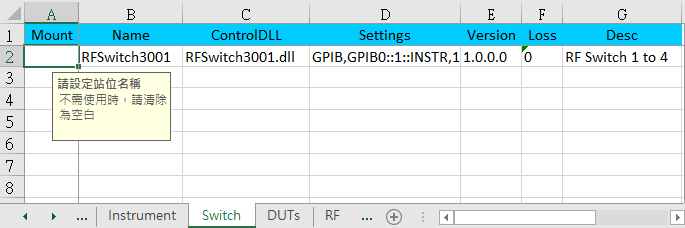 A B C D E F G
1 Mount Name ControlDLL Settings Version Loss Desc
2 RFSwitch3001 RFSwitch3001.dll GPIB,GPIB0::1::INSTR,1 1.0.0.0 0 RF Switch 1 to 4
3
請設定站位名稱
不需使用時，請清除
4
為空白
5
6
7
8
... Instrument Switch DUTs RF ...